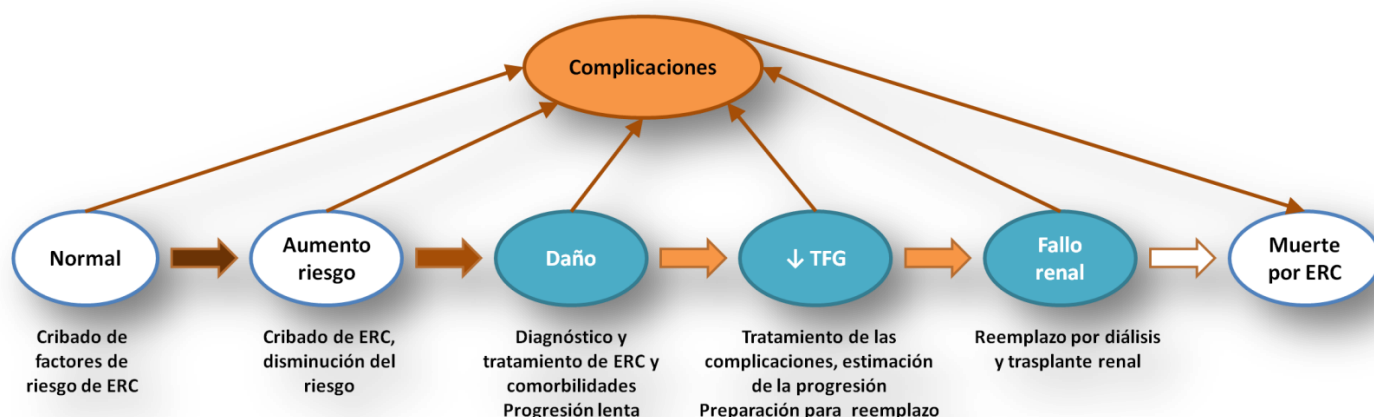 Complicaciones
Normal
Aumento
riesgo
Daño
↓ TFG
Fallo
renal
Muerte
por ERC
Cribado de
factores de
riesgo de ERC
Cribado de ERC,
disminución del
riesgo
Diagnóstico y
tratamiento de ERC y
comorbilidades
Progresión lenta
Tratamiento de las
complicaciones, estimación
de la progresión
Preparación para reemplazo
Reemplazo por diálisis
y trasplante renal